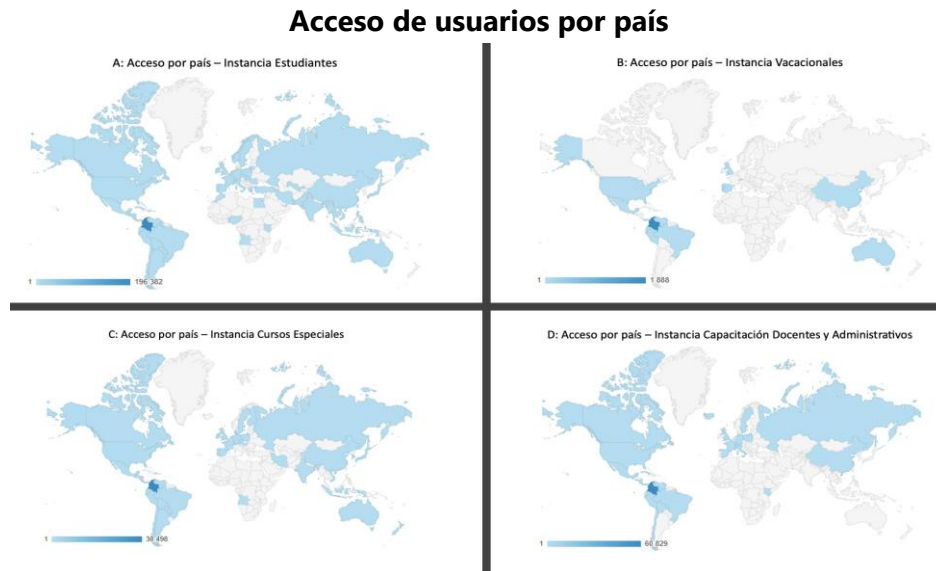 Acceso de usuarios por país
A: Acceso por país – Instancia Estudiantes
1 196 382
B: Acceso por país – Instancia Vacacionales
1 1 888
C: Acceso por país – Instancia Cursos Especiales
1 30 498
D: Acceso por país – Instancia Capacitación Docentes y Administrativos
1 60 829